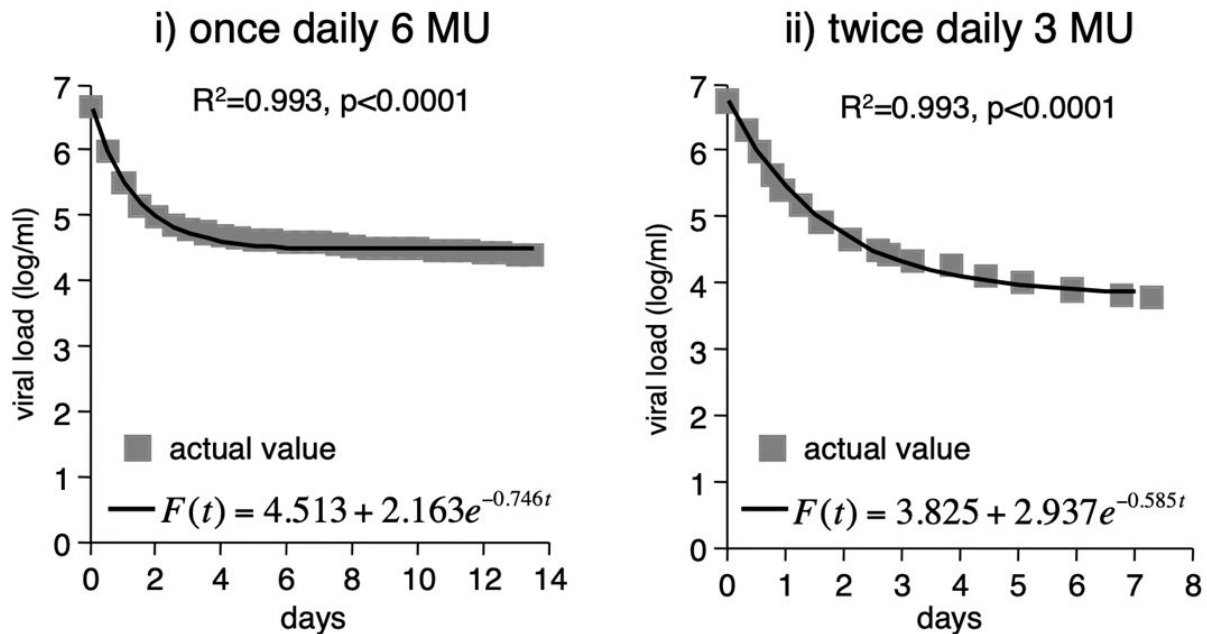 i) once daily 6 MU
R²=0.993, p<0.0001
viral load (log/ml)
7
6
5
4
3
2
1
0
actual value
F(t) = 4.513 + 2.163e^{-0.746t}
0 2 4 6 8 10 12 14
days
ii) twice daily 3 MU
R²=0.993, p<0.0001
viral load (log/ml)
7
6
5
4
3
2
1
0
actual value
F(t) = 3.825 + 2.937e^{-0.585t}
0 1 2 3 4 5 6 7 8
days